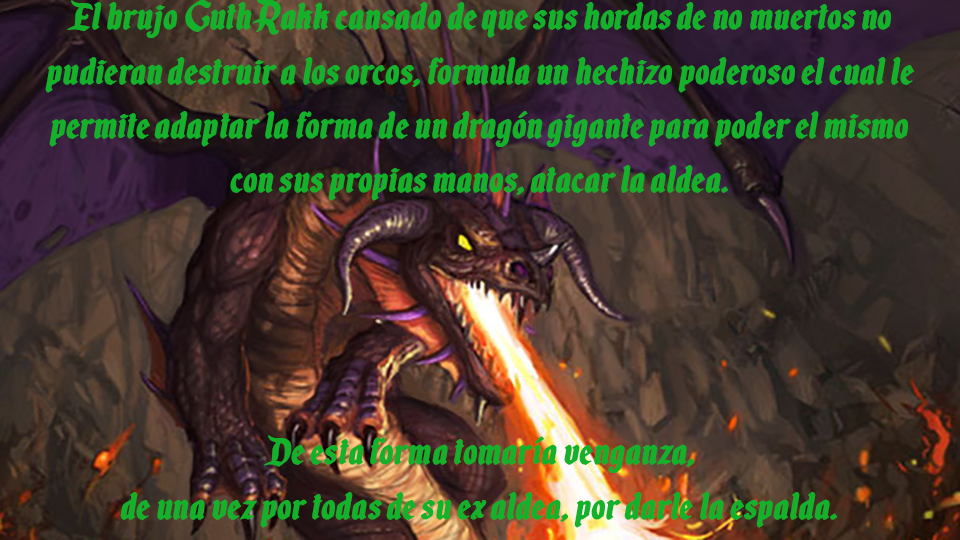 El brujo GuthRakk cansado de que sus hordas de no muertos no
pudieran destruir a los orcos, formula un hechizo poderoso el cual le
permite adaptar la forma de un dragón gigante para poder el mismo
con sus propias manos, atacar la aldea.
De esta forma tomaría venganza,
de una vez por todas de su ex aldea, por darle la espalda.